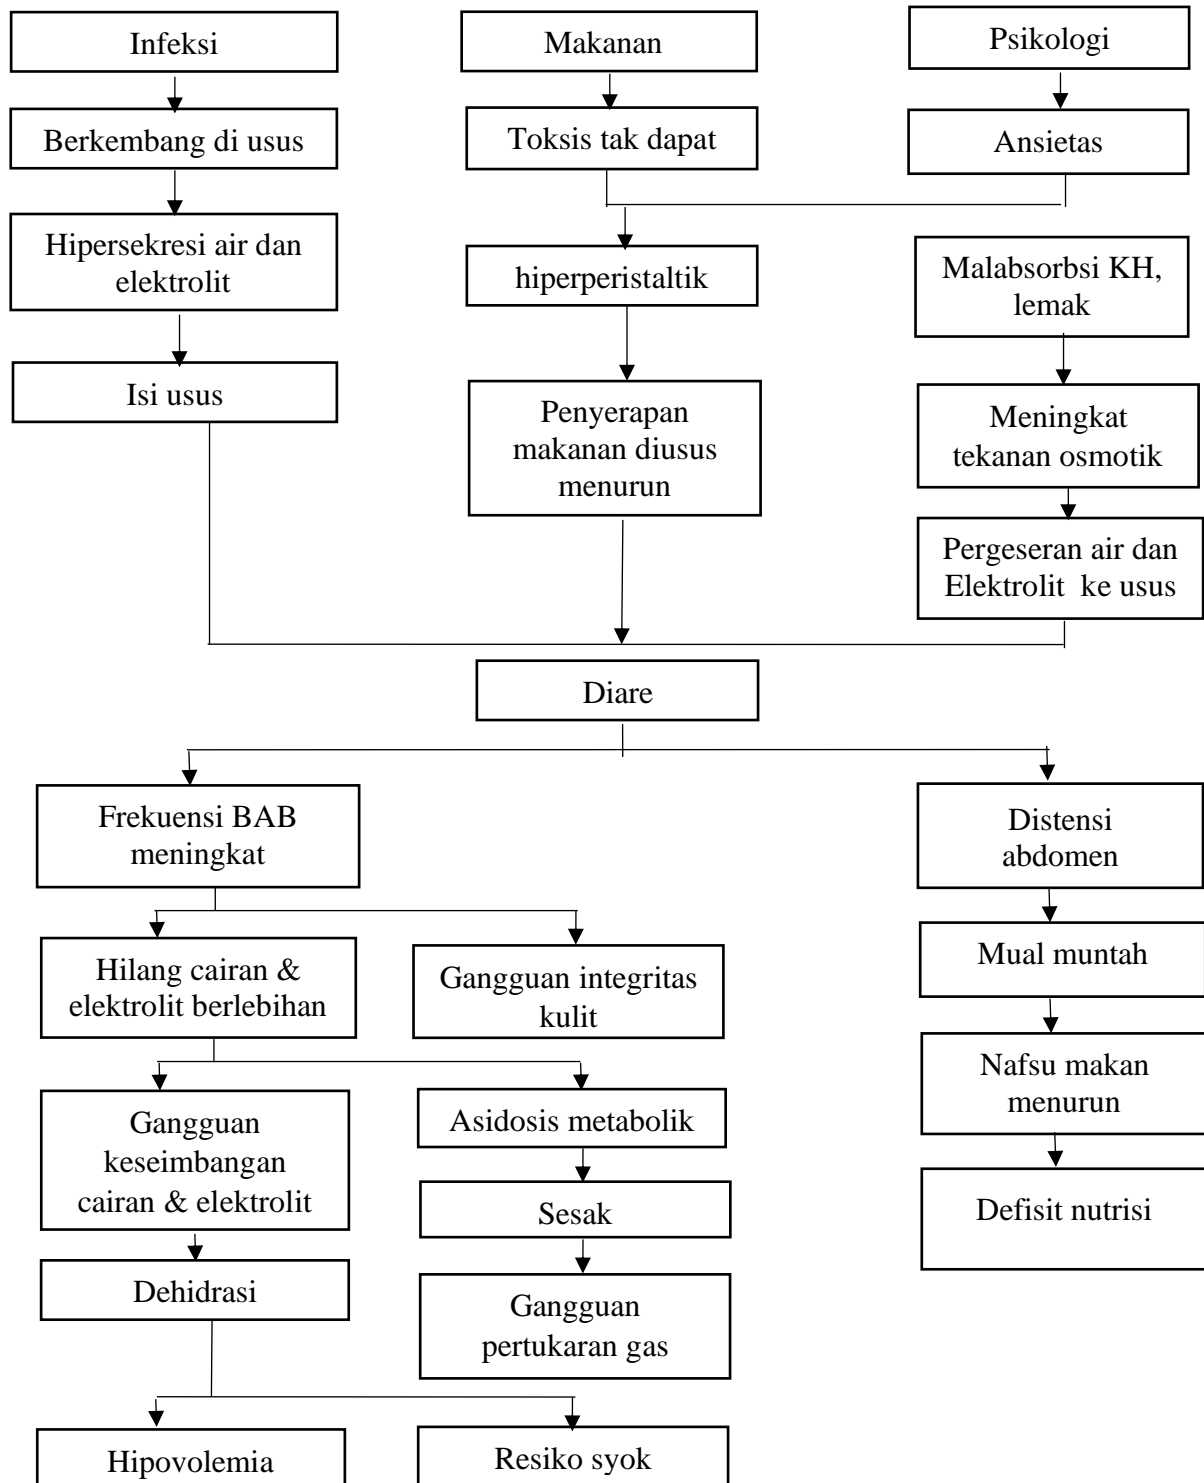 Infeksi
Makanan
Psikologi
Berkembang di usus
Toksis tak dapat
Ansietas
Hipersekresi air dan
elektrolit
hiperperistaltik
Malabsorbsi KH,
lemak
Isi usus
Penyerapan
makanan diusus
menurun
Meningkat
tekanan osmotik
Pergeseran air dan
Elektrolit ke usus
Diare
Frekuensi BAB
meningkat
Distensi
abdomen
Hilang cairan &
elektrolit berlebihan
Gangguan integritas
kulit
Mual muntah
Gangguan
keseimbangan
cairan & elektrolit
Asidosis metabolik
Nafsu makan
menurun
Sesak
Defisit nutrisi
Dehidrasi
Gangguan
pertukaran gas
Hipovolemia
Resiko syok